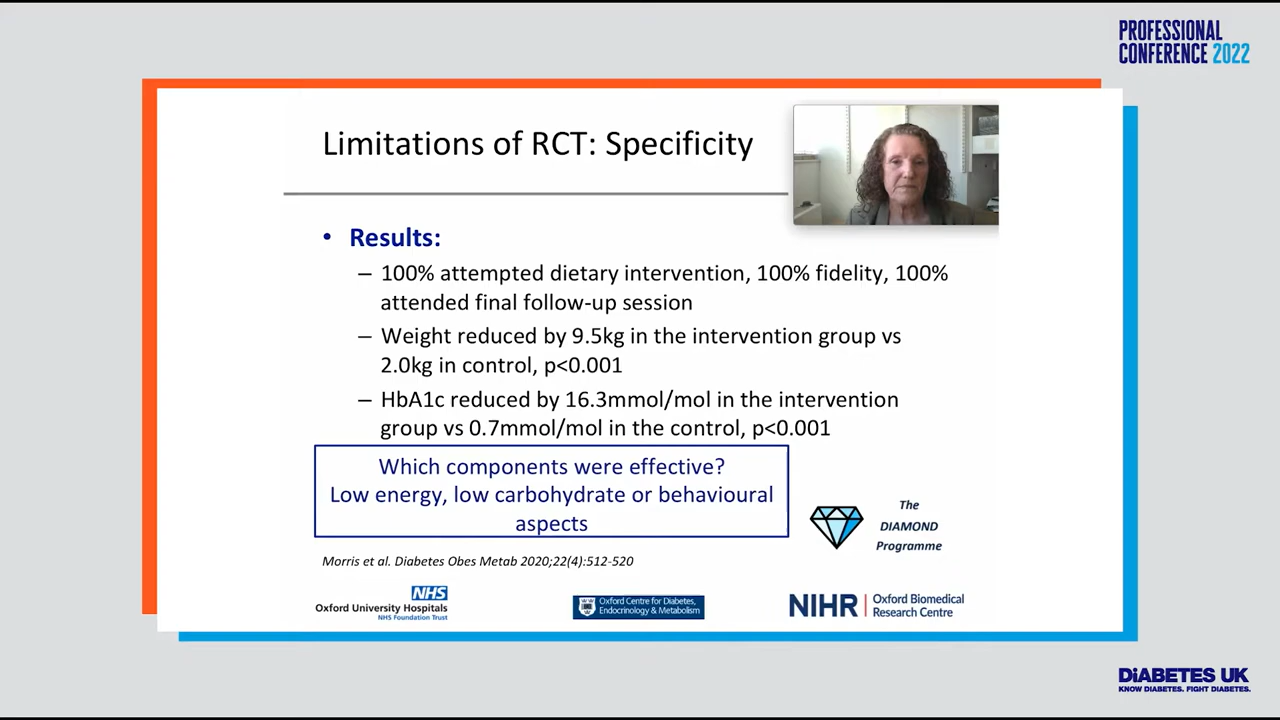 PROFESSIONAL
CONFERENCE 2022
Limitations of RCT: Specificity
• Results:
– 100% attempted dietary intervention, 100% fidelity, 100%
attended final follow-up session
– Weight reduced by 9.5kg in the intervention group vs
2.0kg in control, p<0.001
– HbA1c reduced by 16.3mmol/mol in the intervention
group vs 0.7mmol/mol in the control, p<0.001
Which components were effective?
Low energy, low carbohydrate or behavioural
aspects
The
DIAMOND
Programme
Morris et al. Diabetes Obes Metab 2020;22(4):512-520
NHS
Oxford University Hospitals
NHS Foundation Trust
Oxford Centre for Diabetes,
Endocrinology & Metabolism
NIHR | Oxford Biomedical
Research Centre
DiABETES UK
KNOW DIABETES. FIGHT DIABETES.